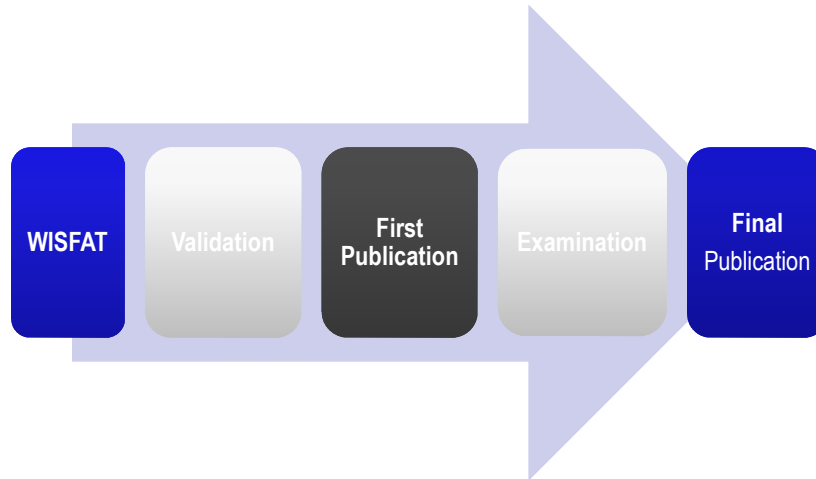 WISFAT
Validation
First
Publication
Examination
Final
Publication